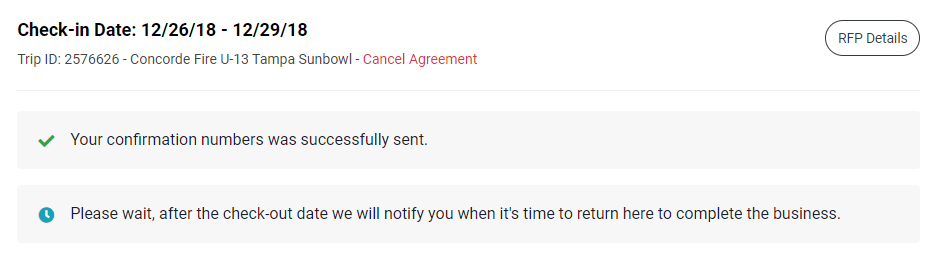 Check-in Date: 12/26/18 - 12/29/18
RFP Details
Trip ID: 2576626 - Concorde Fire U-13 Tampa Sunbowl - Cancel Agreement
Your confirmation numbers was successfully sent.
Please wait, after the check-out date we will notify you when it's time to return here to complete the business.